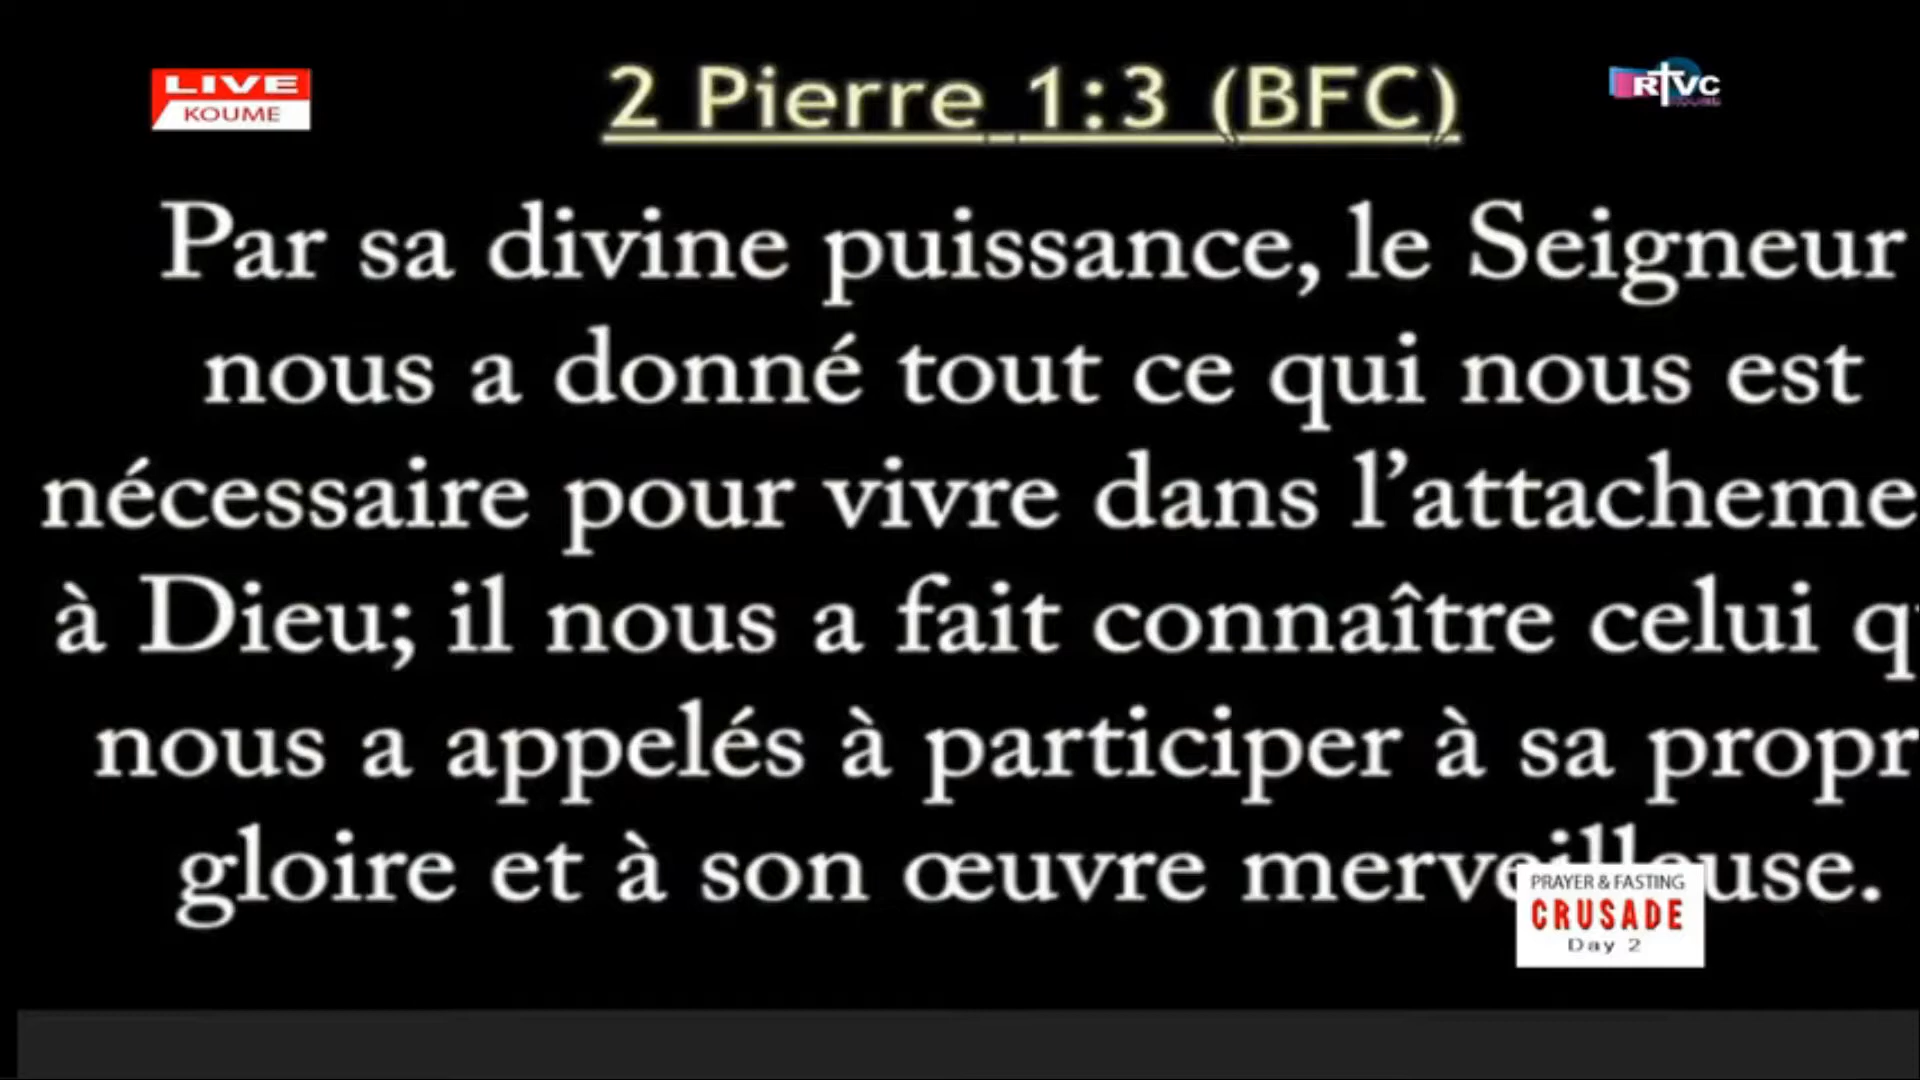 LIVE
KOUME
2 Pierre 1:3 (BFC)
RTVC
Par sa divine puissance, le Seigneur
nous a donné tout ce qui nous est
nécessaire pour vivre dans l’attacheme
à Dieu; il nous a fait connaître celui q
nous a appelés à participer à sa propr
gloire et à son œuvre merveilleuse.
PRAYER & FASTING
CRUSADE
Day 2